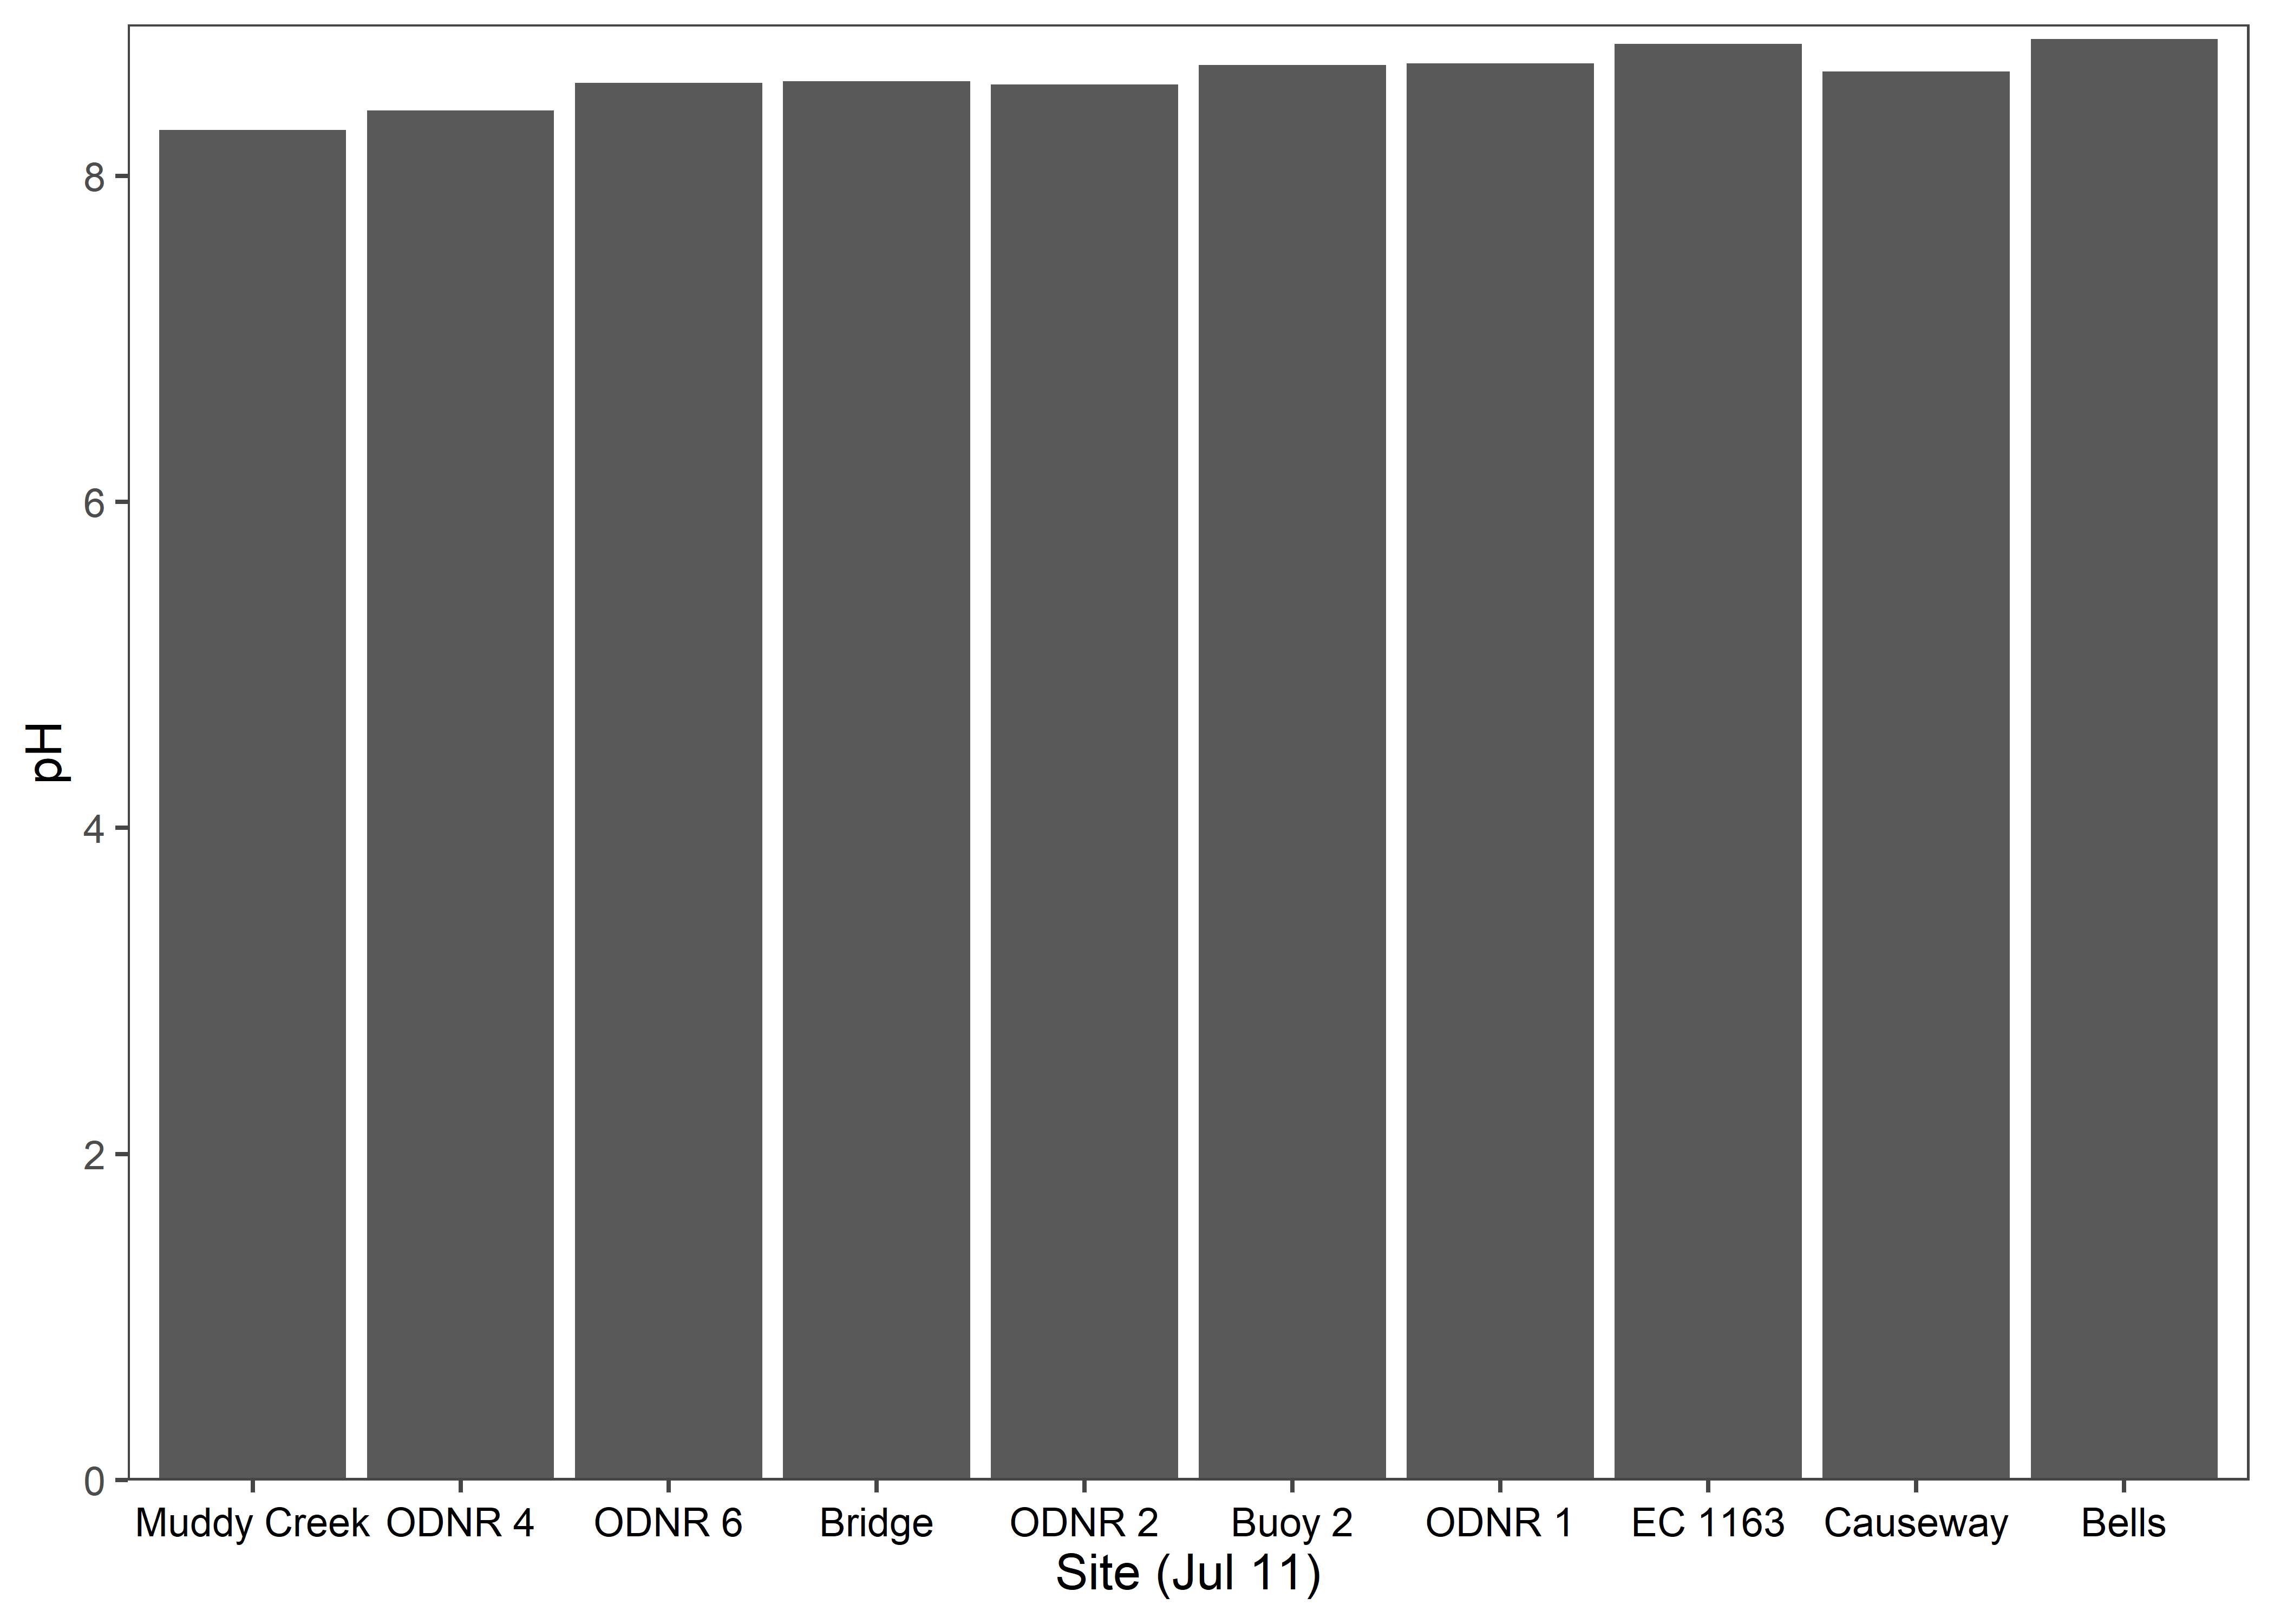 pH
8
6
4
2
0
Muddy Creek ODNR 4 ODNR 6 Bridge ODNR 2 Buoy 2 ODNR 1 EC 1163 Causeway Bells
Site (Jul 11)